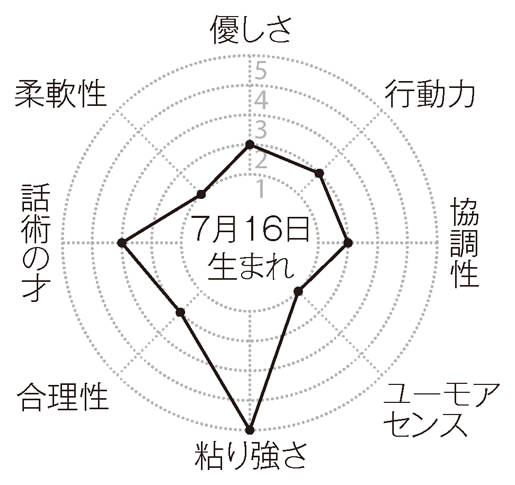 優しさ
柔軟性
行動力
5
4
3
2
1
話術の才
7月16日
生まれ
協調性
合理性
ユーモア
センス
粘り強さ